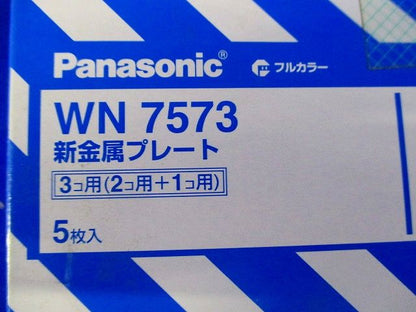 Panasonic® フルカラー
WN 7573
新金属プレート
3コ用(2コ用+1コ用)
5枚入